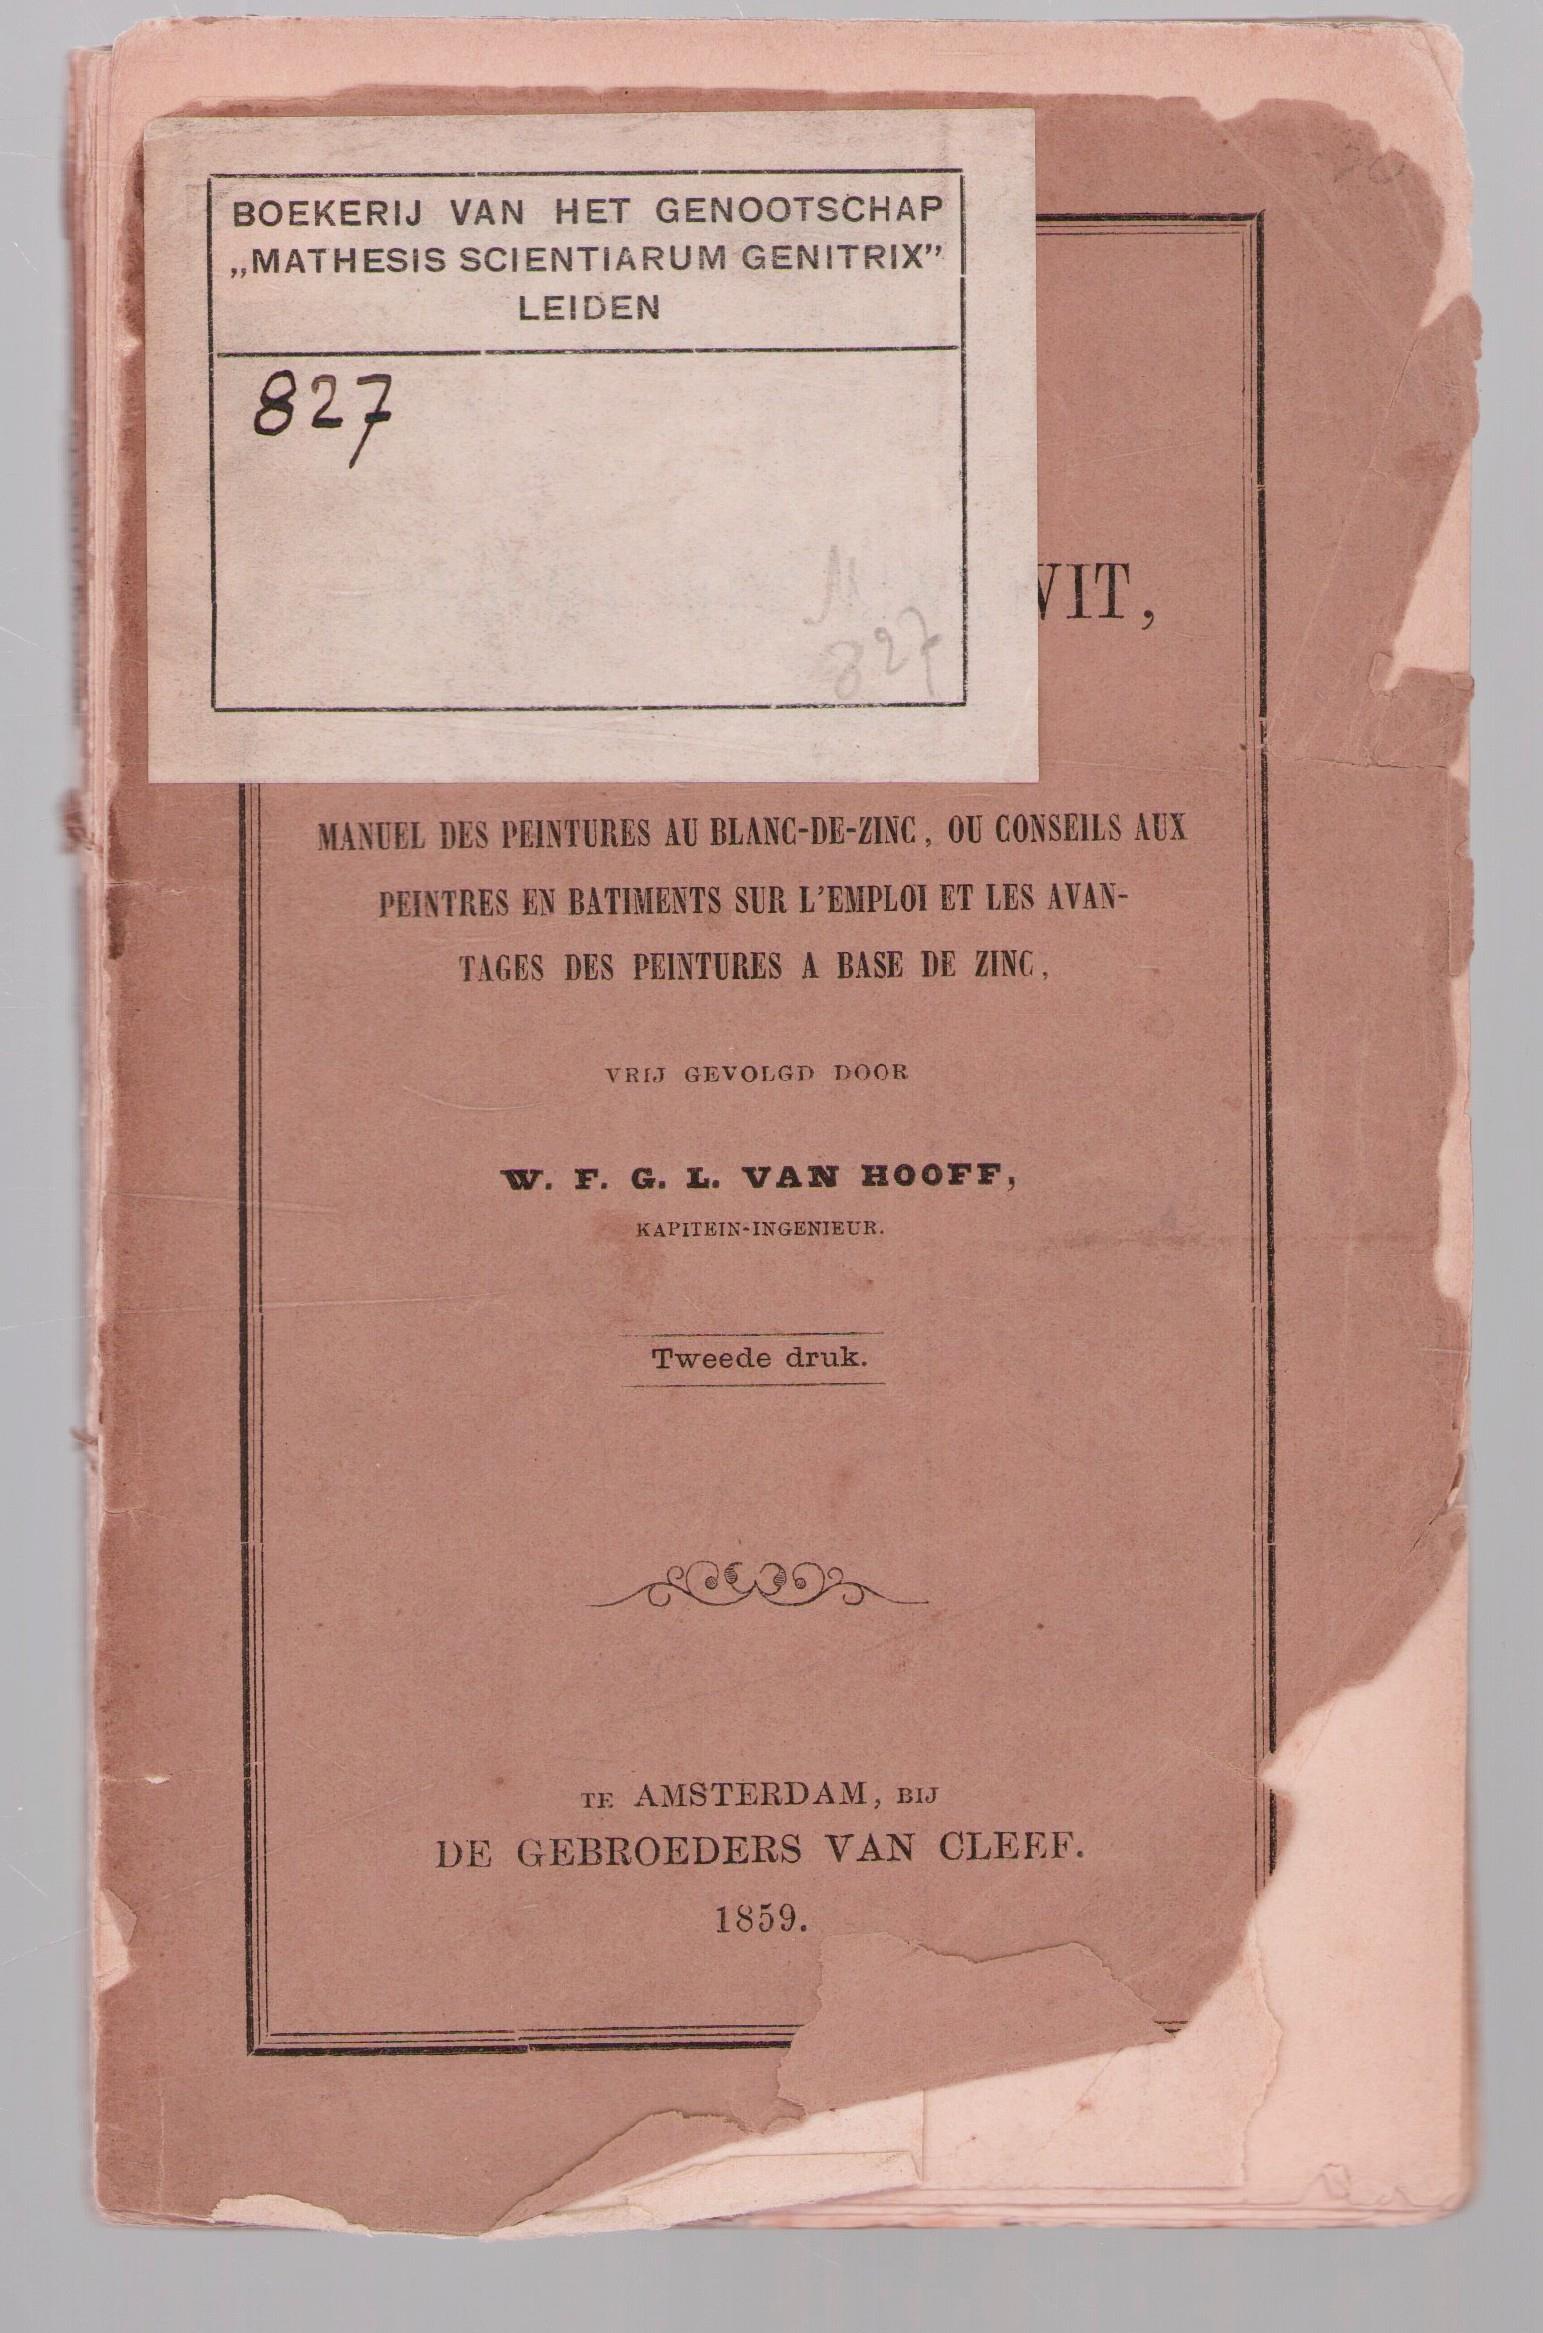 BOEKERIJ VAN HET GENOOTSCHAP
„MATHESIS SCIENTIARUM GENITRIX”
LEIDEN
827
M
827
WIT,
MANUEL DES PEINTURES AU BLANC-DE-ZINC, OU CONSEILS AUX
PEINTRES EN BATIMENTS SUR L'EMPLOI ET LES AVAN-
TAGES DES PEINTURES A BASE DE ZINC,
VRIJ GEVOLGD DOOR
W. F. G. L. VAN HOOFF,
KAPITEIN-INGENIEUR.
Tweede druk.
TE AMSTERDAM, BIJ
DE GEBROEDERS VAN CLEEF.
1859.